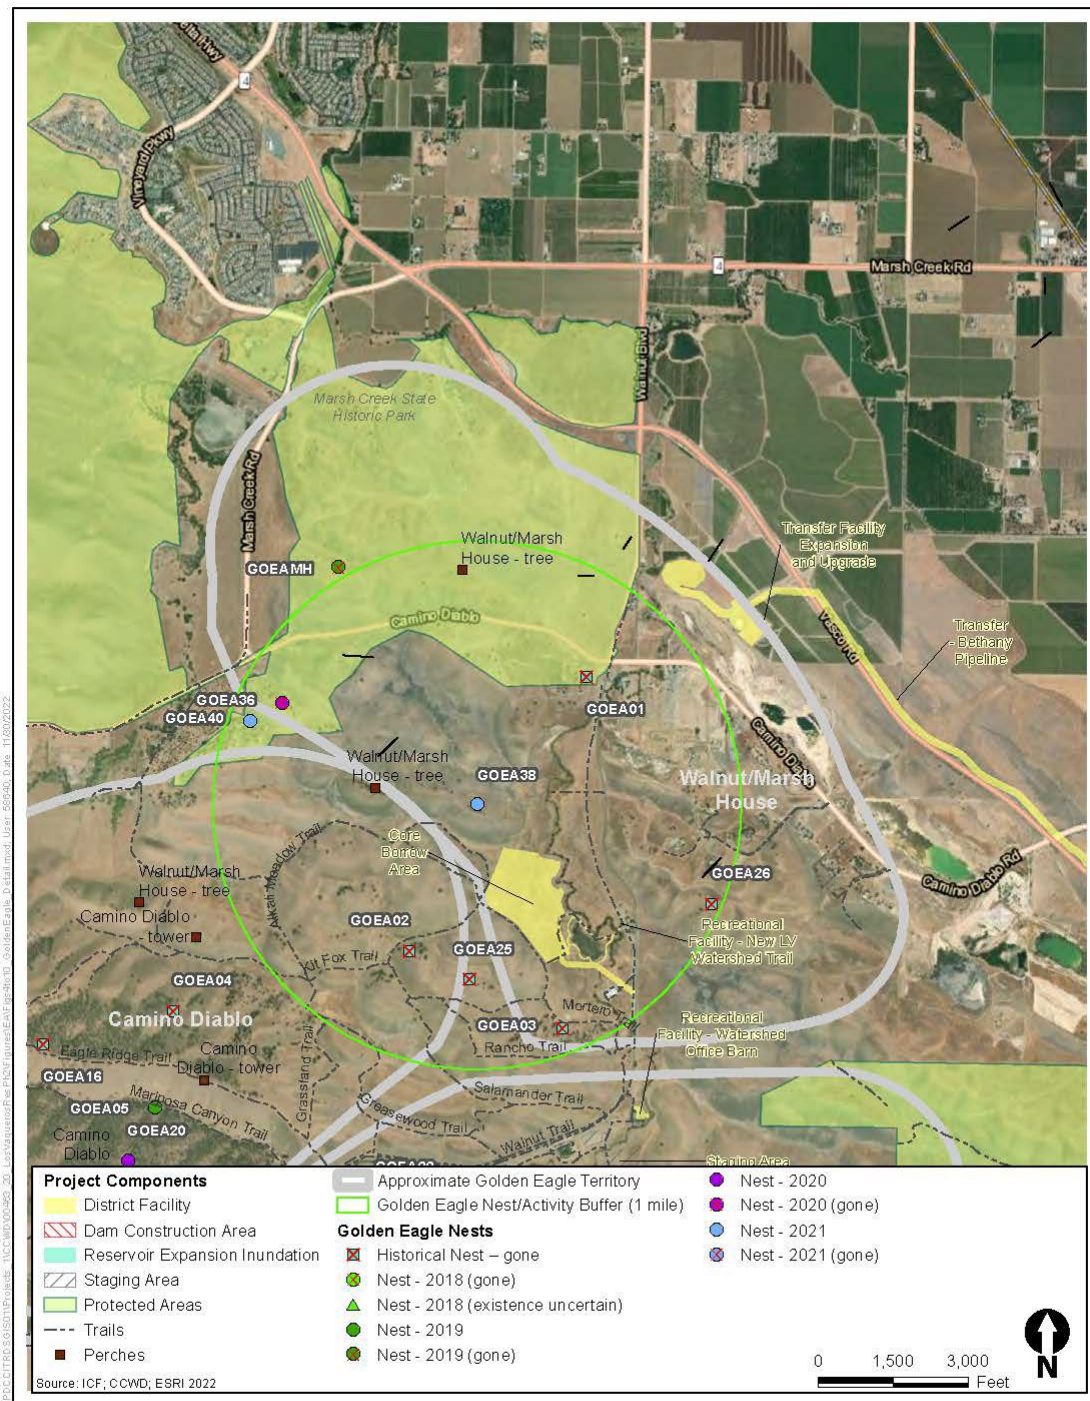 Delta Hwy
4
Vineyard Pkwy
4
Marsh Creek Rd
Walnut Blvd
Marsh Creek State
Historic Park
Marsh Creek Rd
Walnut/Marsh
House - tree
GOEAMH
Transfer Facility
Expansion
and Upgrade
Camino Diablo
Vasco Rd
Transfer
- Bethany
Pipeline
GOEA36
GOEA40
GOEA01
Walnut/Marsh
House - tree
GOEA38
Camino Diablo
Walnut/Marsh
House
Core
Borrow
Area
Alkali Meadow Trail
Walnut/Marsh
House - tree
GOEA26
Camino Diablo Rd
Camino Diablo
- tower
GOEA02
Recreational
Facility - New LV
Watershed Trail
GOEA25
Kit Fox Trail
GOEA04
Camino Diablo
Mortero Trail
GOEA03
Recreational
Facility - Watershed
Office Barn
Rancho Trail
Eagle Ridge Trail
Camino
Diablo - tower
GOEA16
Grassland Trail
Salamander Trail
Mariposa Canyon Trail
GOEA05
Greasewood Trail
GOEA20
Walnut Trail
Camino
Diablo
Staging Area
Project Components
District Facility
Dam Construction Area
Reservoir Expansion Inundation
Staging Area
Protected Areas
Trails
Perches
Approximate Golden Eagle Territory
Golden Eagle Nest/Activity Buffer (1 mile)
Golden Eagle Nests
Historical Nest – gone
Nest - 2018 (gone)
Nest - 2018 (existence uncertain)
Nest - 2019
Nest - 2019 (gone)
Nest - 2020
Nest - 2020 (gone)
Nest - 2021
Nest - 2021 (gone)
N
0 1,500 3,000
Feet
Source: ICF; CCWD; ESRI 2022